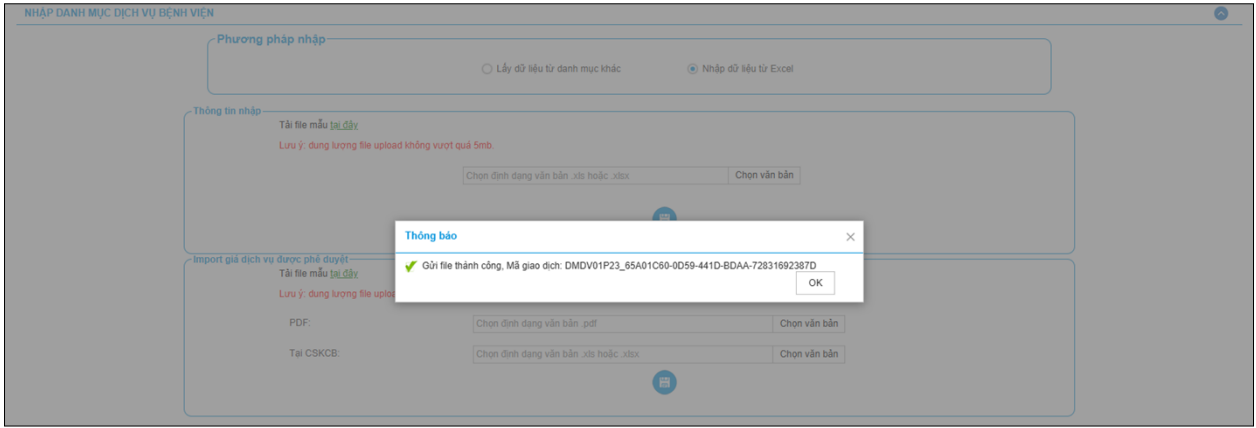 NHẬP DANH MỤC DỊCH VỤ BỆNH VIỆN
Phương pháp nhập
Lấy dữ liệu từ danh mục khác
Nhập dữ liệu từ Excel
Thông tin nhập
Tải file mẫu tại đây
Lưu ý: dung lượng file upload không vượt quá 5mb.
Chọn định dạng văn bản .xls hoặc .xlsx
Chọn văn bản
Thông báo
Gửi file thành công, Mã giao dịch: DMDV01P23_65A01C60-0D59-441D-BDAA-72831692387D
OK
Import giá dịch vụ được phê duyệt
Tải file mẫu tại đây
Lưu ý: dung lượng file
PDF:
Chọn định dạng văn bản .pdf
Chọn văn bản
Tại CSKCB:
Chọn định dạng văn bản .xls hoặc .xlsx
Chọn văn bản